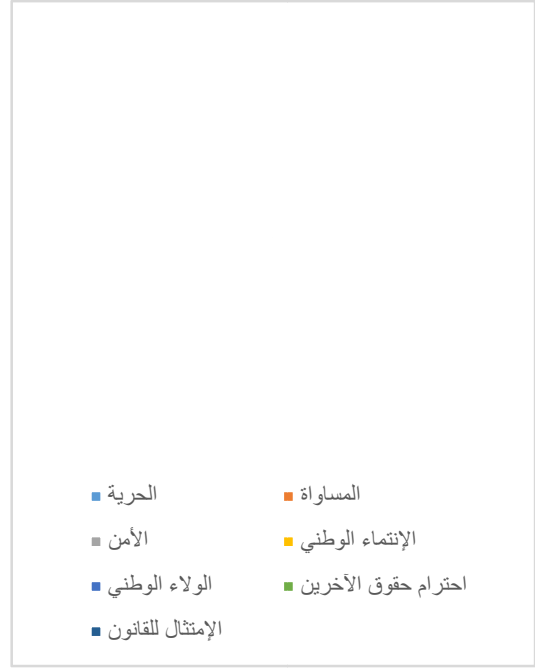 الحرية المساواة
الأمن الإنتماء الوطني
الولاء الوطني احترام حقوق الآخرين
الإمتثال للقانون